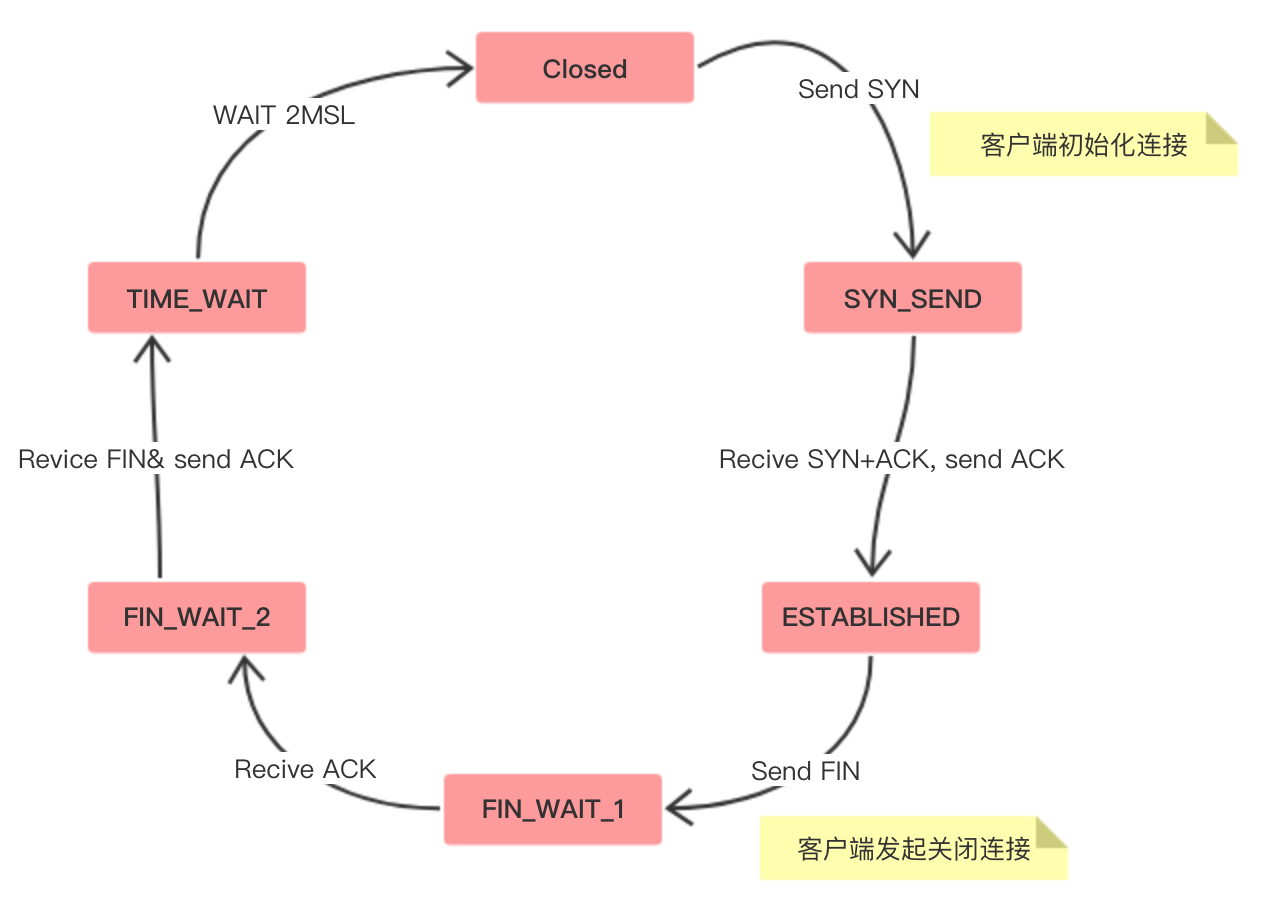 Closed
Send SYN
WAIT 2MSL
客户端初始化连接
TIME_WAIT
SYN_SEND
Revice FIN& send ACK
Recive SYN+ACK, send ACK
FIN_WAIT_2
ESTABLISHED
Recive ACK
Send FIN
FIN_WAIT_1
客户端发起关闭连接